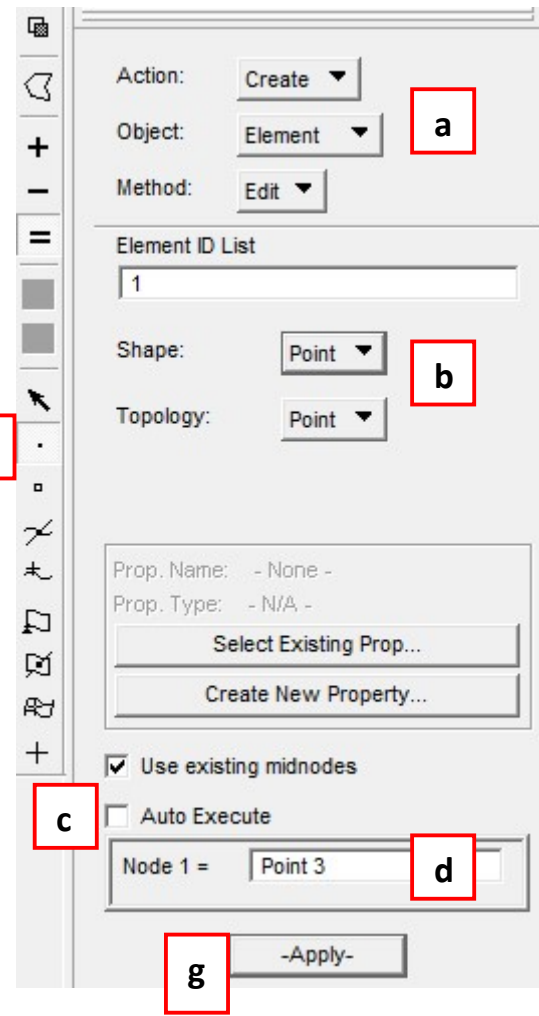 Action: Create
a
Object: Element
Method: Edit
Element ID List
1
Shape: Point
b
Topology: Point
Prop. Name: - None -
Prop. Type: - N/A -
Select Existing Prop...
Create New Property...
Use existing midnodes
c
Auto Execute
Node 1 = Point 3
d
-Apply-
g